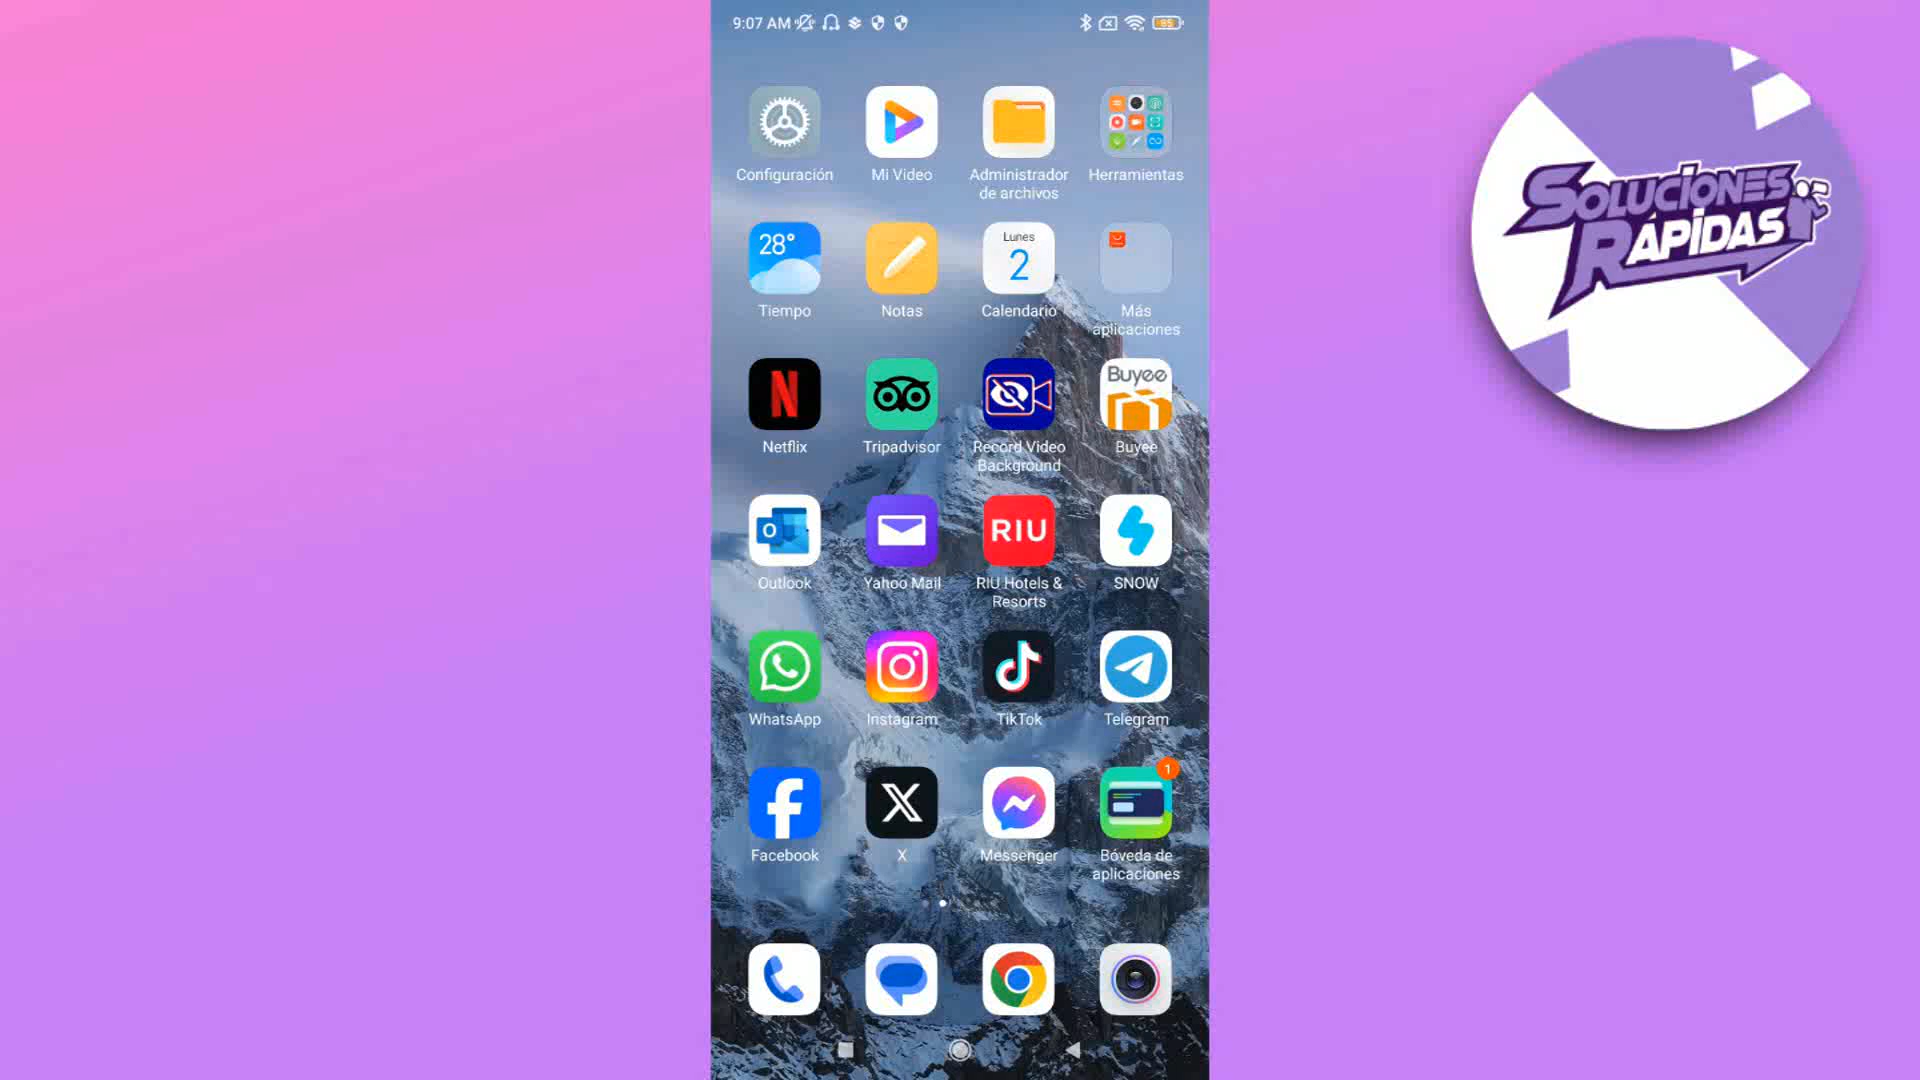 9:07 AM
85
Configuración
Mi Video
Administrador
de archivos
Herramientas
28°
Tiempo
Notas
Lunes
2
Calendario
Más
aplicaciones
N
Netflix
Tripadvisor
Record Video
Background
Buyee
Buyee
O
Outlook
Yahoo Mail
RIU
RIU Hotels &
Resorts
SNOW
WhatsApp
Instagram
TikTok
Telegram
Facebook
X
Messenger
1
Bóveda de
aplicaciones
SOLUCIONES
RÁPIDAS